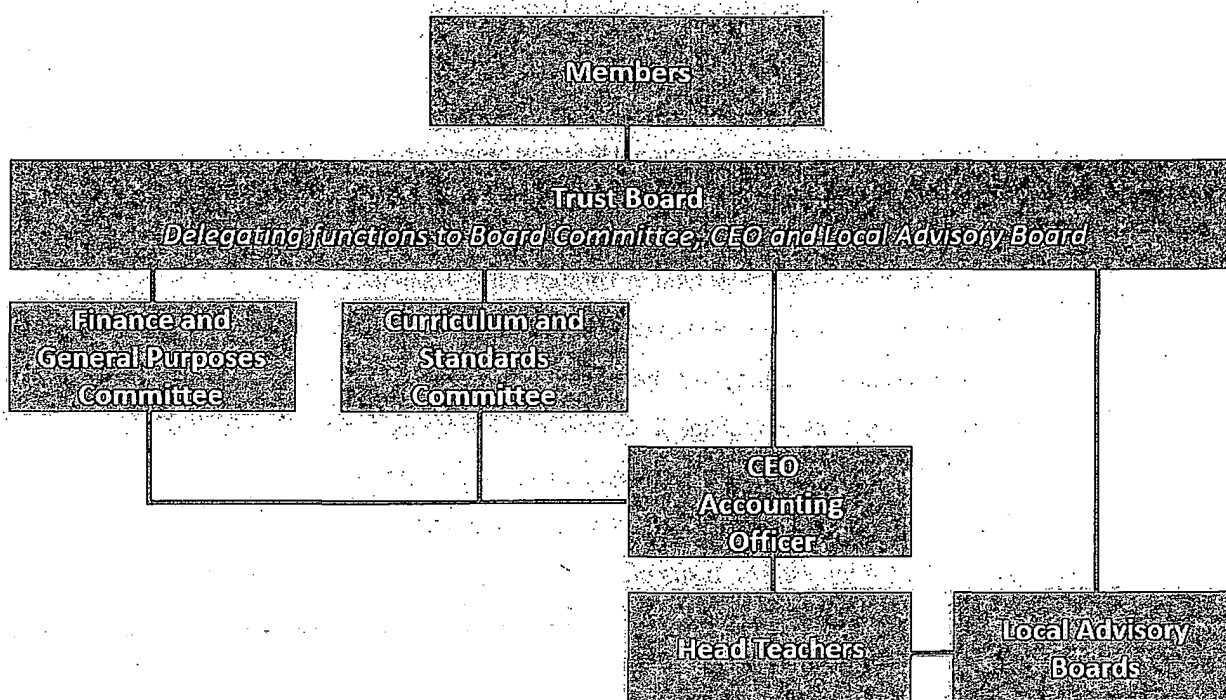 Members
Trust Board
Delegating functions to Board Committee, CEO and Local Advisory Board
Finance and
General Purposes
Committee
Curriculum and
Standards
Committee
CEO
Accounting
Officer
Head Teachers
Local Advisory
Boards